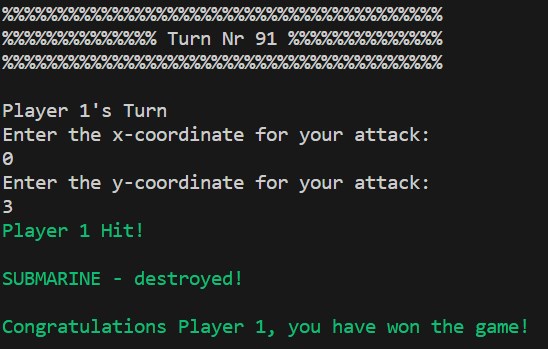 %%%%%%%%%%%%%%%%%%%%%%%%%%%%%%%%%%%%%%%%
%%%%%%%%%%%%%% Turn Nr 91 %%%%%%%%%%%%%%
%%%%%%%%%%%%%%%%%%%%%%%%%%%%%%%%%%%%%%%%
Player 1's Turn
Enter the x-coordinate for your attack:
0
Enter the y-coordinate for your attack:
3
Player 1 Hit!
SUBMARINE - destroyed!
Congratulations Player 1, you have won the game!